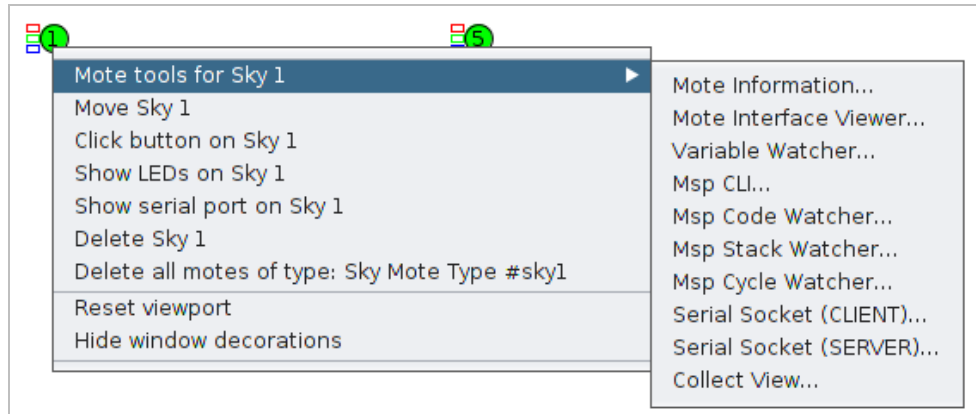 1
5
Mote tools for Sky 1
Move Sky 1
Click button on Sky 1
Show LEDs on Sky 1
Show serial port on Sky 1
Delete Sky 1
Delete all motes of type: Sky Mote Type #sky1
Reset viewport
Hide window decorations
Mote Information...
Mote Interface Viewer...
Variable Watcher...
Msp CLI...
Msp Code Watcher...
Msp Stack Watcher...
Msp Cycle Watcher...
Serial Socket (CLIENT)...
Serial Socket (SERVER)...
Collect View...